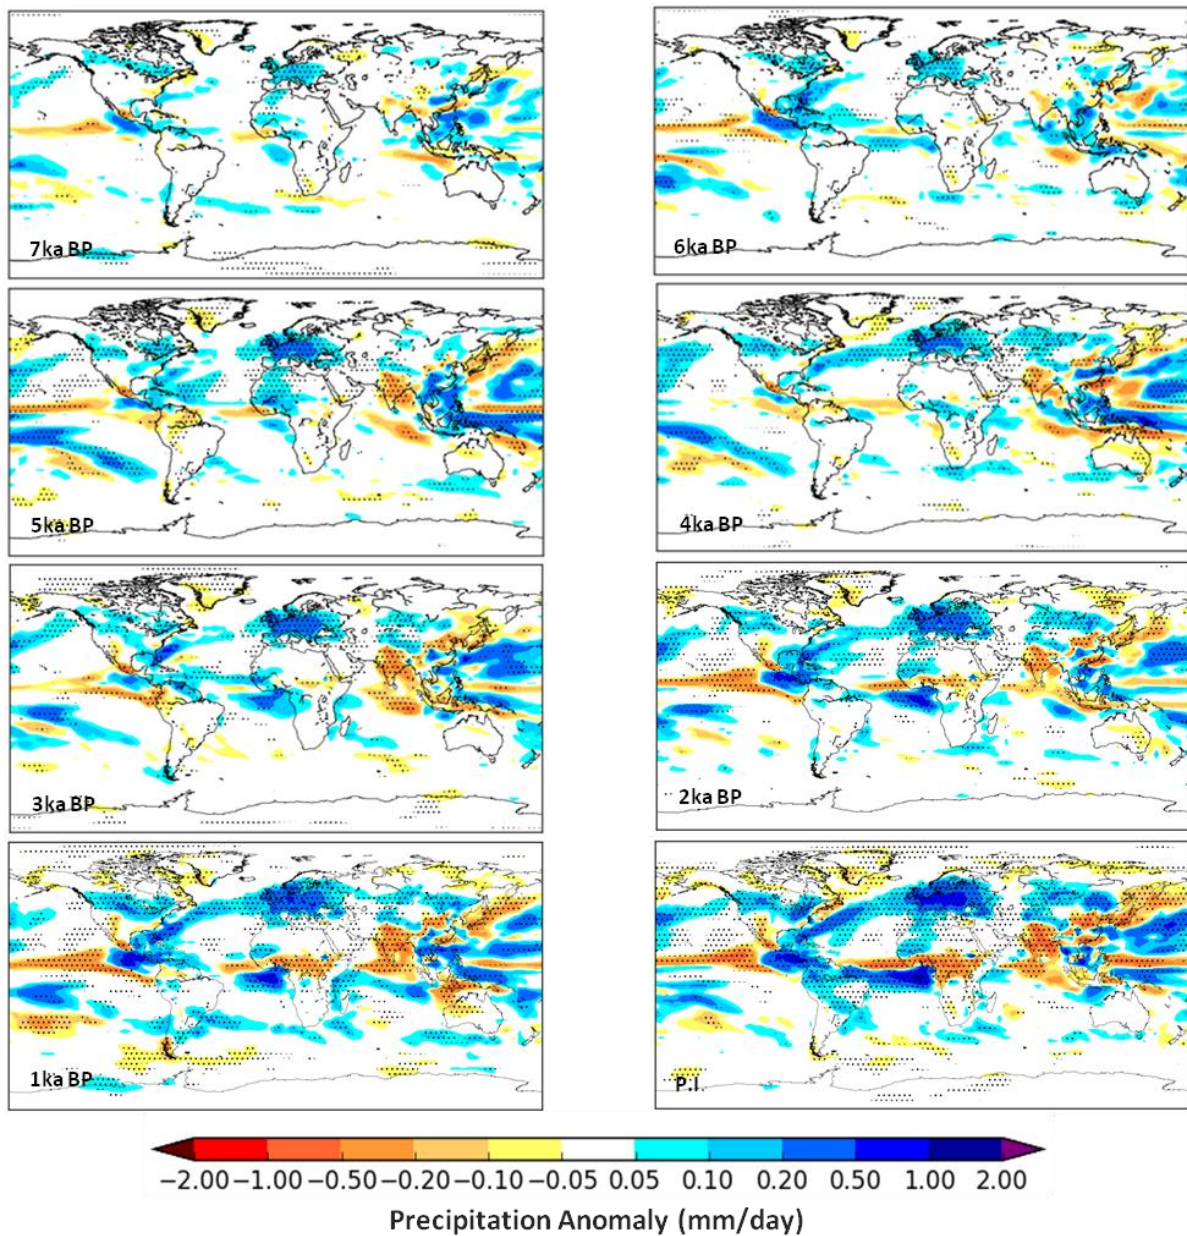 7ka BP
6ka BP
5ka BP
4ka BP
3ka BP
2ka BP
1ka BP
P.I.
−2.00 −1.00 −0.50 −0.20 −0.10 −0.05 0.05 0.10 0.20 0.50 1.00 2.00
Precipitation Anomaly (mm/day)